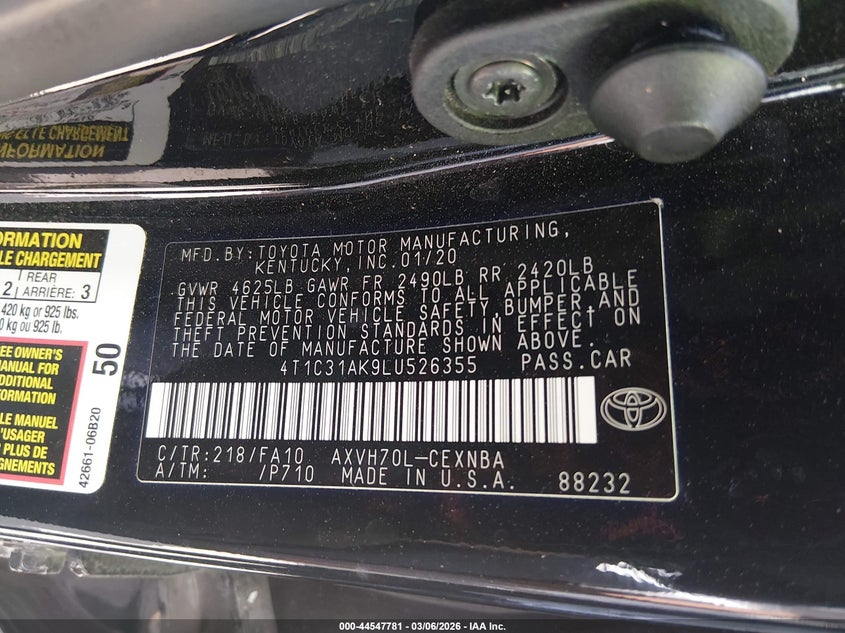 ORMATION
LE CHARGEMENT
2 REAR ARRIÈRE: 3
420 kg or 925 lbs.
0 kg ou 925 lb.
EE OWNER'S
MANUAL FOR
ADDITIONAL
INFORMATION
LE MANUEL
'USAGER
PLUS DE
SEIGNEMENTS
50
42661-06B20
MFD. BY: TOYOTA MOTOR MANUFACTURING,
KENTUCKY, INC. 01/20
GVWR 4625LB GAWR FR 2490LB RR 2420LB
THIS VEHICLE CONFORMS TO ALL APPLICABLE
FEDERAL MOTOR VEHICLE SAFETY, BUMPER, AND
THEFT PREVENTION STANDARDS IN EFFECT ON
THE DATE OF MANUFACTURE SHOWN ABOVE.
4T1C31AK9LU526355 PASS. CAR
C/TR: 218/FA10 AXVH70L-CEXNBA
A/TM: /P710 MADE IN U.S.A. 88232
000-44547781 - 03/06/2026 - IAA Inc.